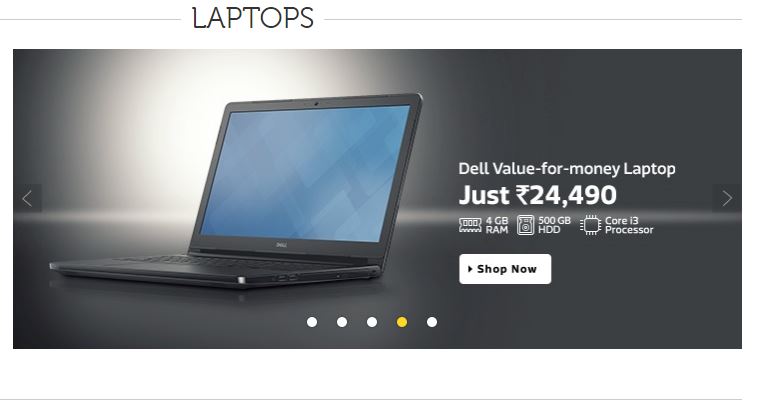 LAPTOPS
Dell Value-for-money Laptop
Just ₹24,490
4 GB
RAM
500 GB
HDD
Core i3
Processor
Shop Now
DELL